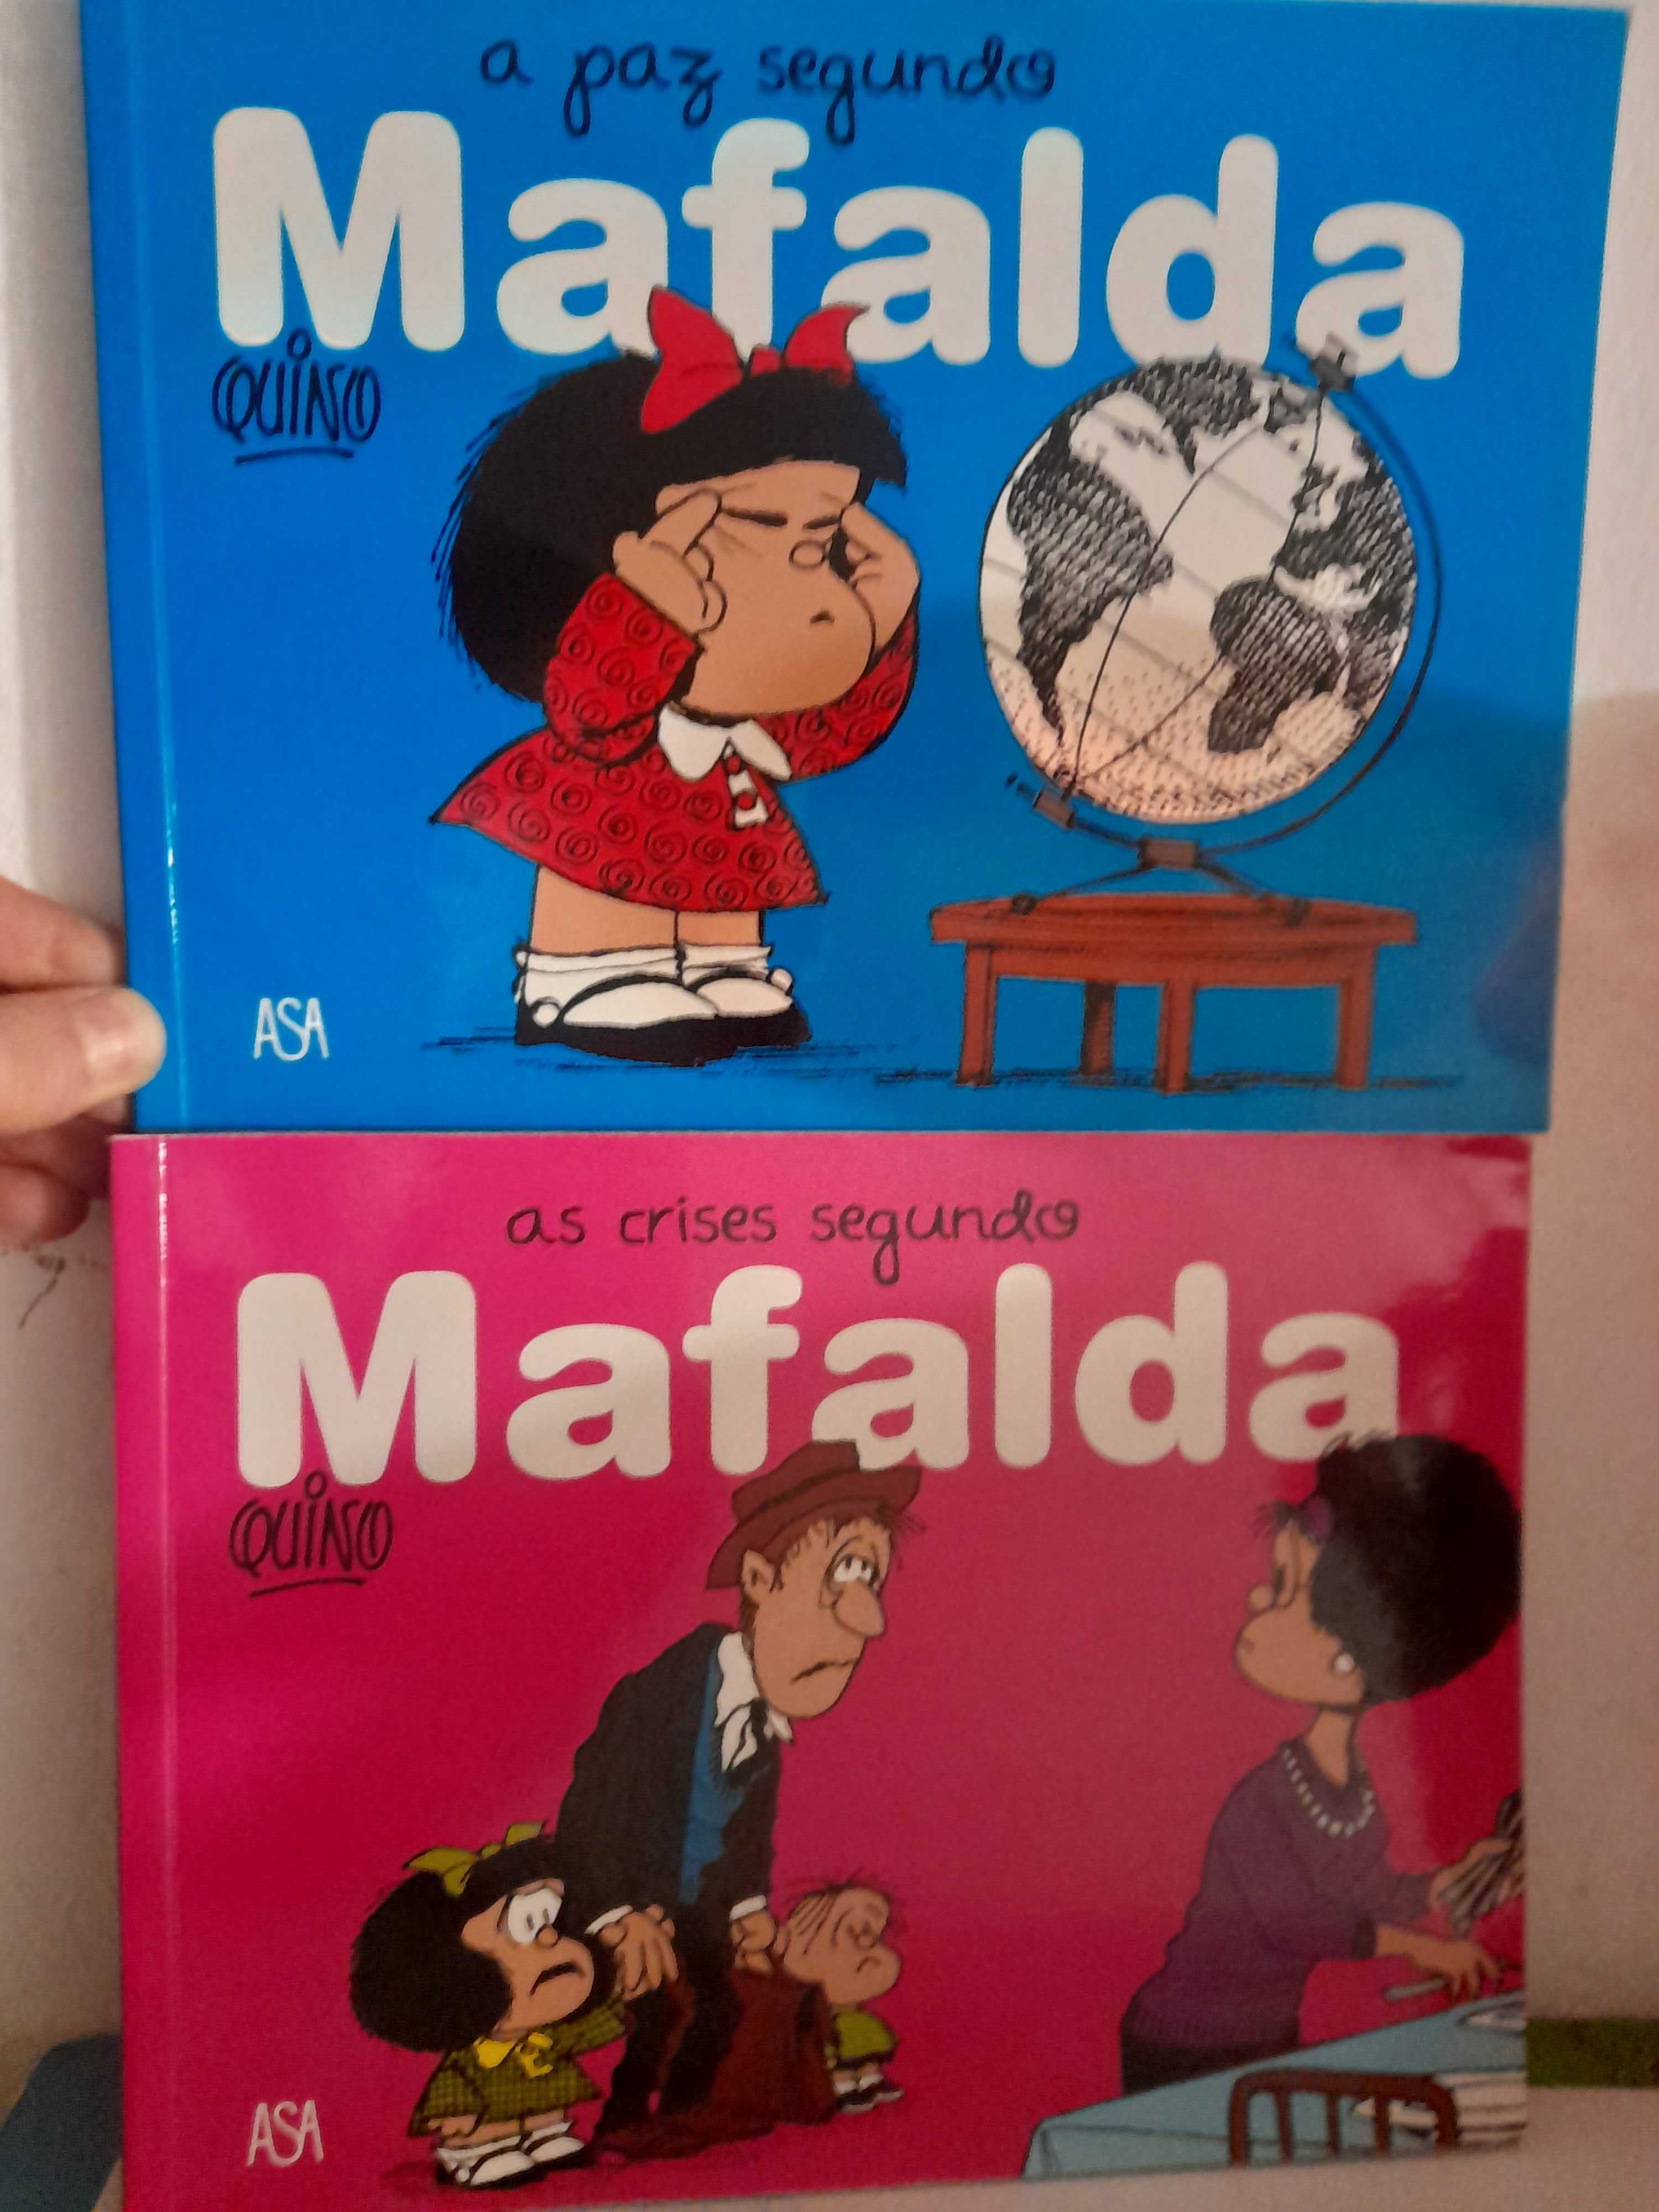 a paz segundo
Mafalda
QUINO
ASA
as crises segundo
Mafalda
QUINO
ASA